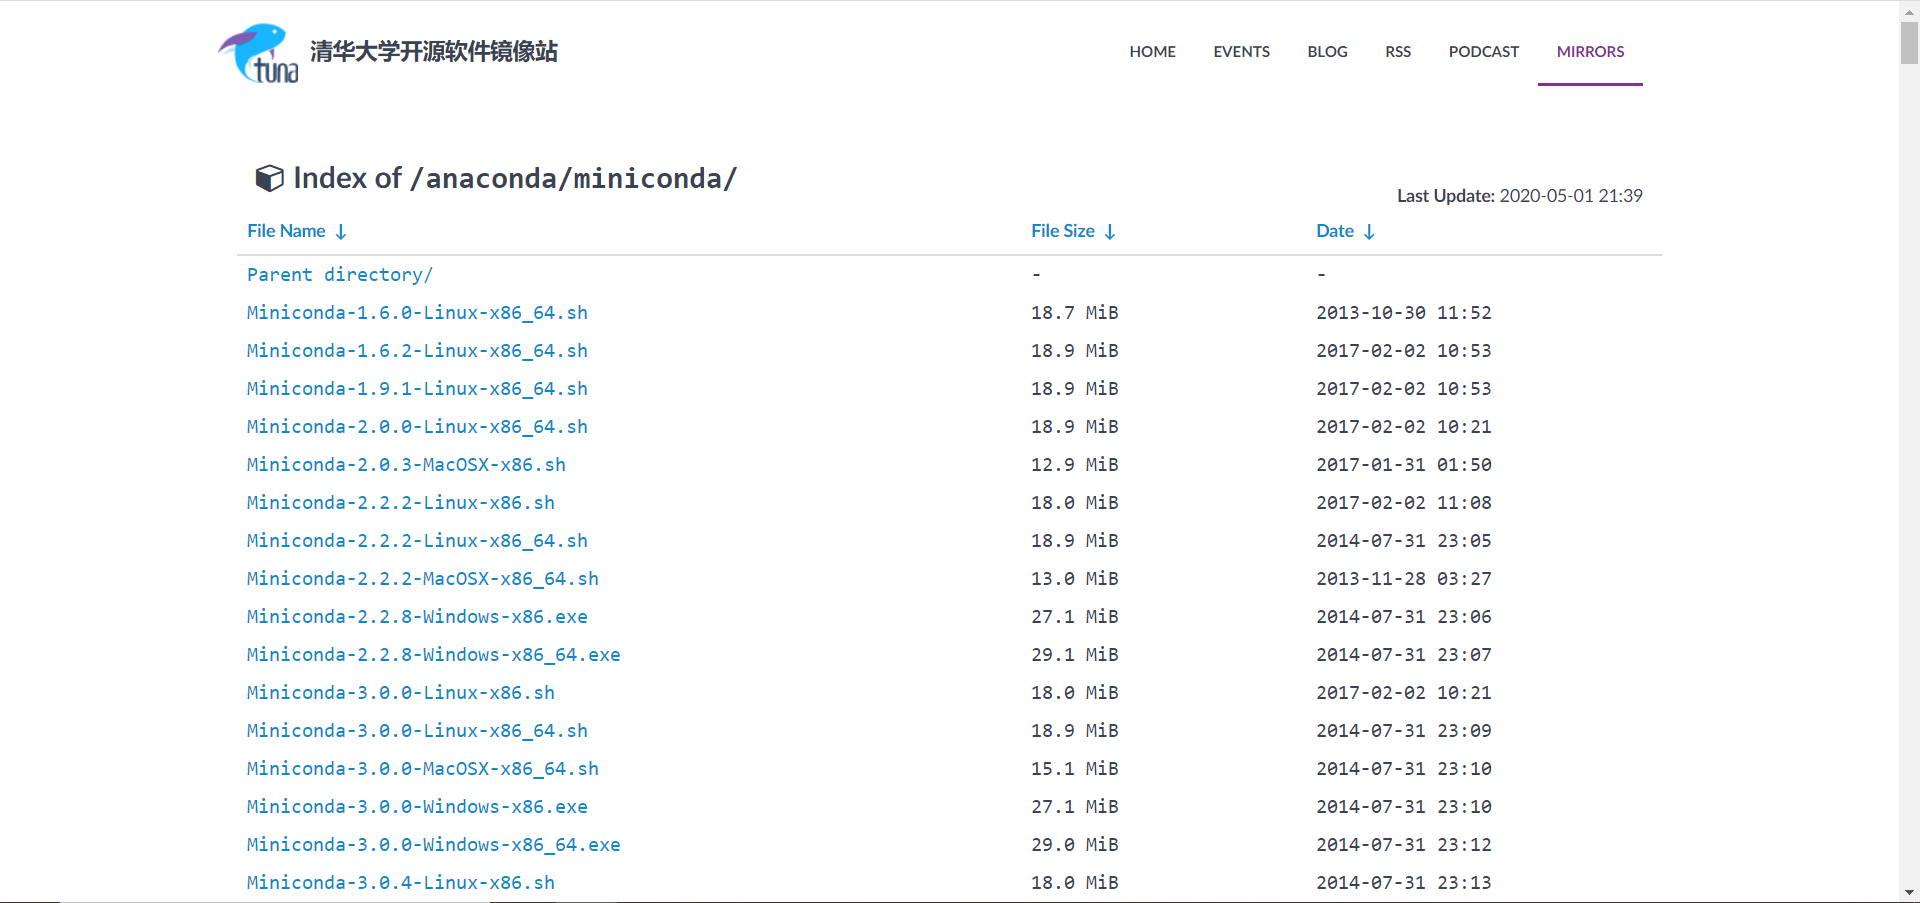 tuna 清华大学开源软件镜像站 HOME EVENTS BLOG RSS PODCAST MIRRORS
Index of /anaconda/miniconda/
Last Update: 2020-05-01 21:39
File Name ↓ File Size ↓ Date ↓
Parent directory/ - -
Miniconda-1.6.0-Linux-x86_64.sh 18.7 MiB 2013-10-30 11:52
Miniconda-1.6.2-Linux-x86_64.sh 18.9 MiB 2017-02-02 10:53
Miniconda-1.9.1-Linux-x86_64.sh 18.9 MiB 2017-02-02 10:53
Miniconda-2.0.0-Linux-x86_64.sh 18.9 MiB 2017-02-02 10:21
Miniconda-2.0.3-MacOSX-x86.sh 12.9 MiB 2017-01-31 01:50
Miniconda-2.2.2-Linux-x86.sh 18.0 MiB 2017-02-02 11:08
Miniconda-2.2.2-Linux-x86_64.sh 18.9 MiB 2014-07-31 23:05
Miniconda-2.2.2-MacOSX-x86_64.sh 13.0 MiB 2013-11-28 03:27
Miniconda-2.2.8-Windows-x86.exe 27.1 MiB 2014-07-31 23:06
Miniconda-2.2.8-Windows-x86_64.exe 29.1 MiB 2014-07-31 23:07
Miniconda-3.0.0-Linux-x86.sh 18.0 MiB 2017-02-02 10:21
Miniconda-3.0.0-Linux-x86_64.sh 18.9 MiB 2014-07-31 23:09
Miniconda-3.0.0-MacOSX-x86_64.sh 15.1 MiB 2014-07-31 23:10
Miniconda-3.0.0-Windows-x86.exe 27.1 MiB 2014-07-31 23:10
Miniconda-3.0.0-Windows-x86_64.exe 29.0 MiB 2014-07-31 23:12
Miniconda-3.0.4-Linux-x86.sh 18.0 MiB 2014-07-31 23:13